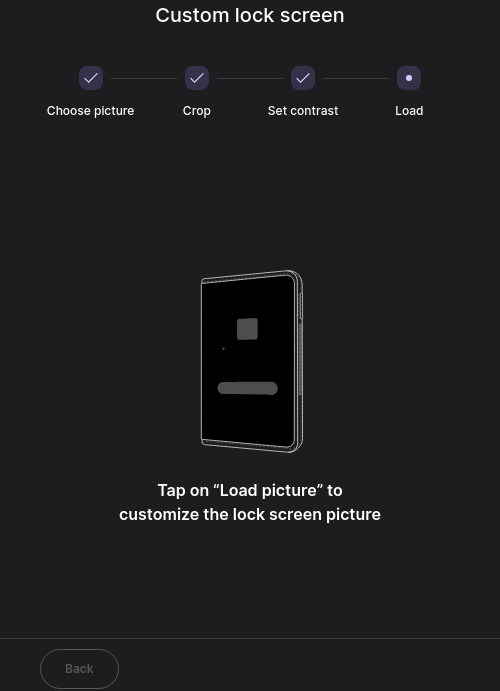 Custom lock screen
Choose picture
Crop
Set contrast
Load
Tap on “Load picture” to
customize the lock screen picture
Back